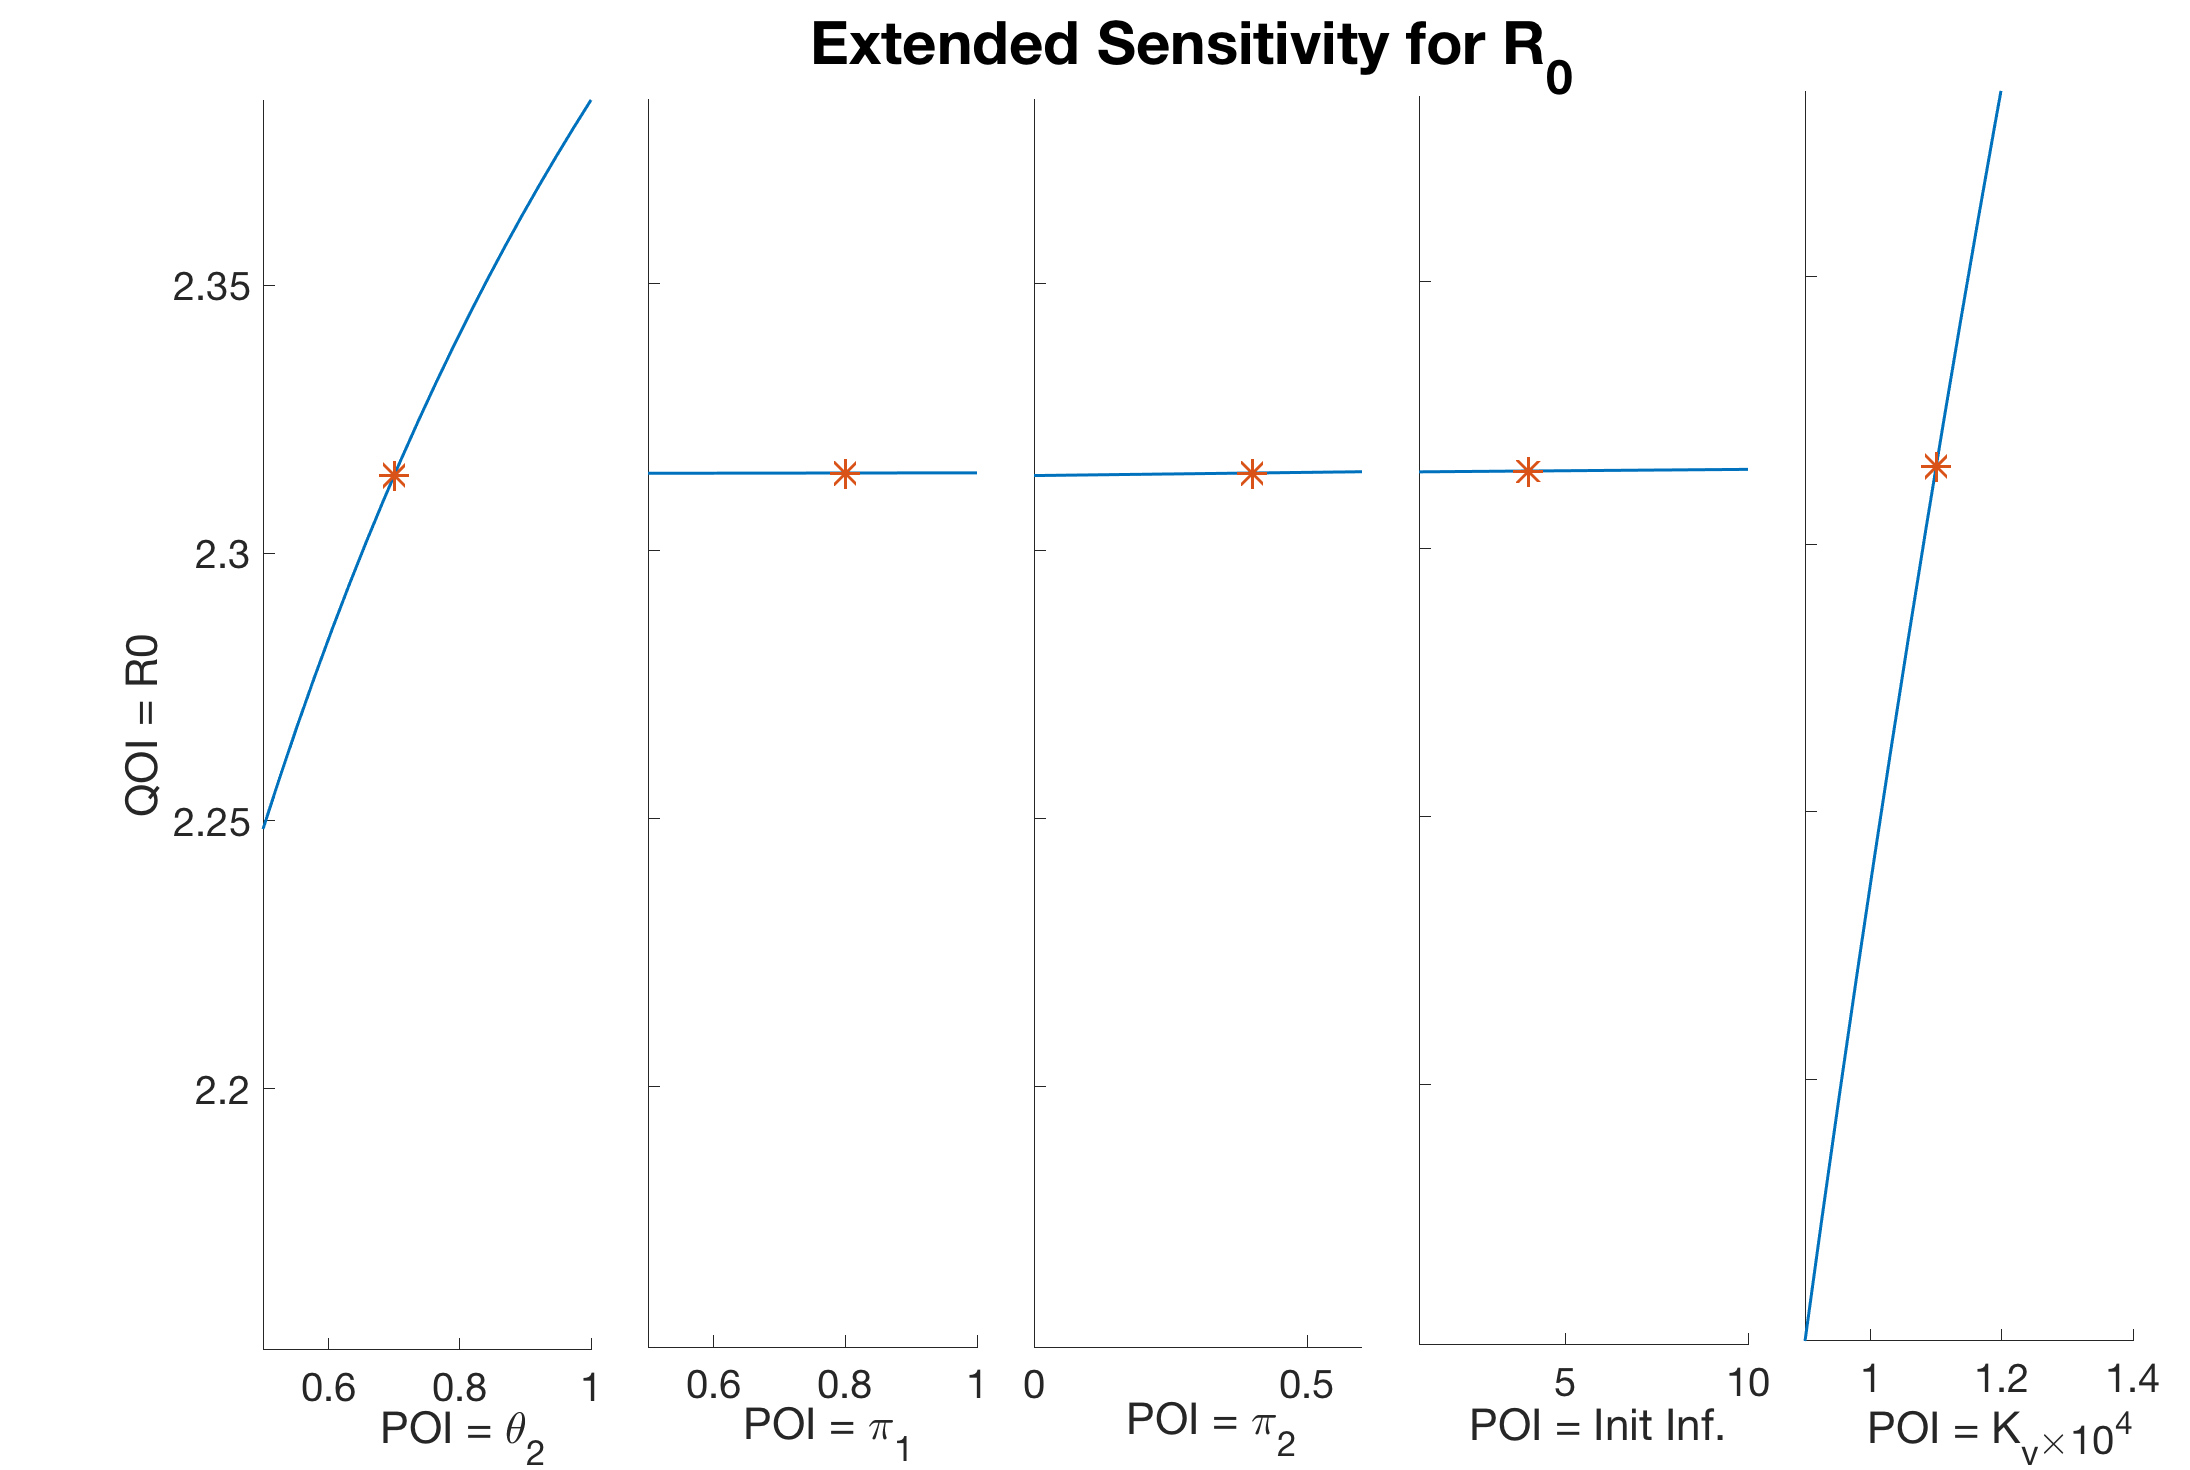 Extended Sensitivity for R₀
QOI = R0
2.35
2.3
2.25
2.2
0.6 0.8 1
POI = θ₂
0.6 0.8 1
POI = π₁
0 0.5
POI = π₂
5 10
POI = Init Inf.
1 1.2 1.4
POI = Kᵥ×10⁴